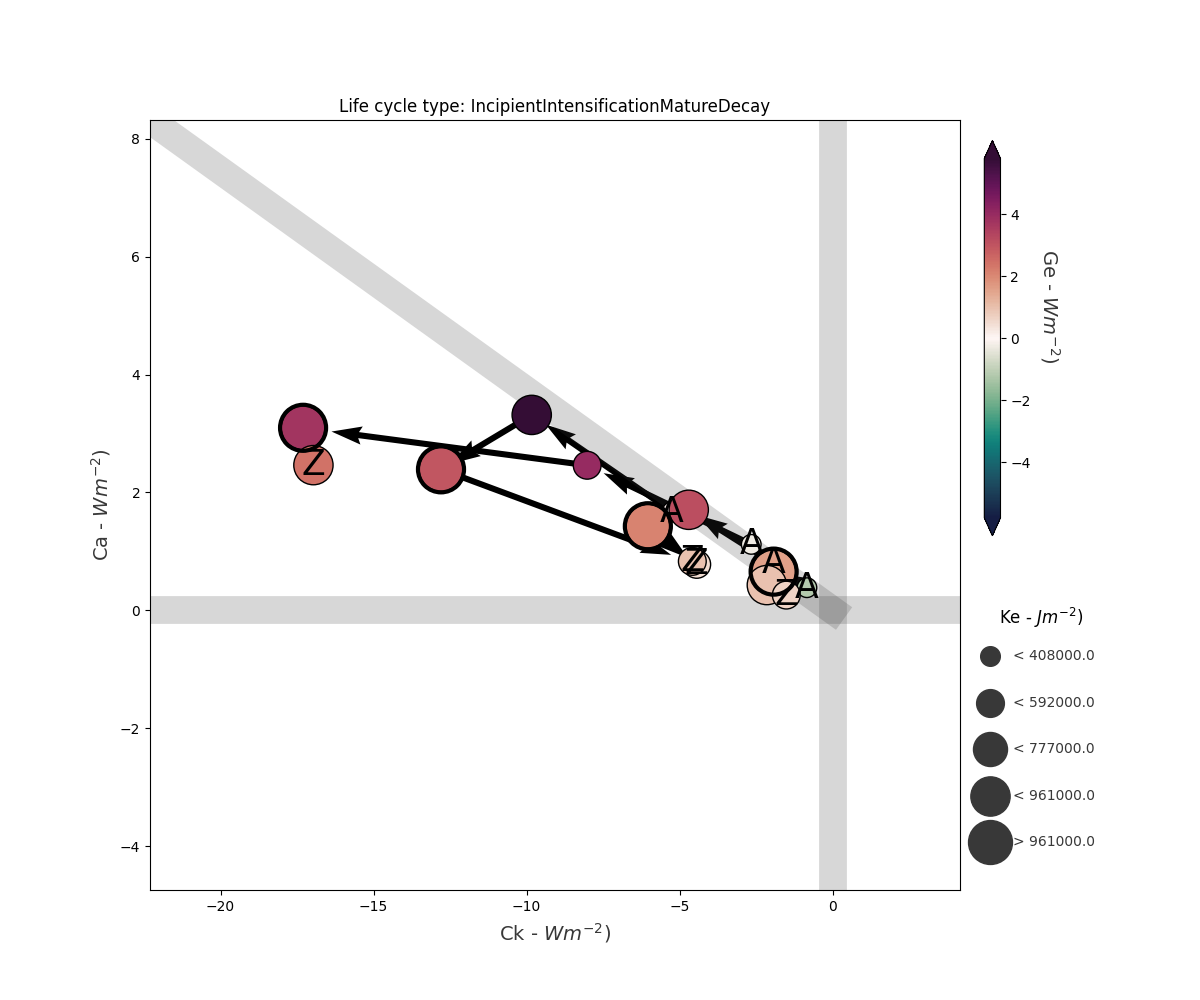 Life cycle type: IncipientIntensificationMatureDecay
8
6
4
2
0
−2
−4
Ca - Wm⁻²)
−20
−15
−10
−5
0
Ck - Wm⁻²)
A
A
A
A
Z
Z
Z
Z
4
2
0
−2
−4
Ge - Wm⁻²)
Ke - Jm⁻²)
< 408000.0
< 592000.0
< 777000.0
< 961000.0
> 961000.0